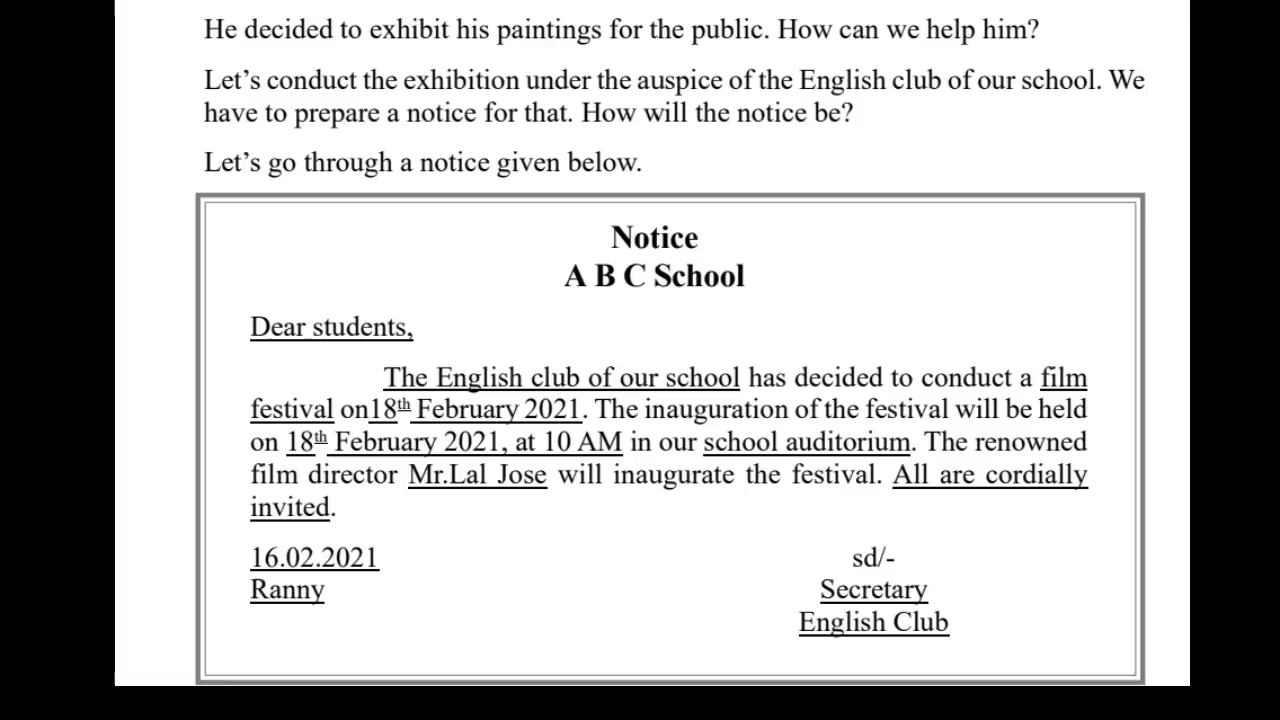 He decided to exhibit his paintings for the public. How can we help him?
Let’s conduct the exhibition under the auspice of the English club of our school. We
have to prepare a notice for that. How will the notice be?
Let’s go through a notice given below.
Notice
A B C School
Dear students,
The English club of our school has decided to conduct a film
festival on18th February 2021. The inauguration of the festival will be held
on 18th February 2021, at 10 AM in our school auditorium. The renowned
film director Mr.Lal Jose will inaugurate the festival. All are cordially
invited.
16.02.2021 sd/-
Ranny Secretary
English Club